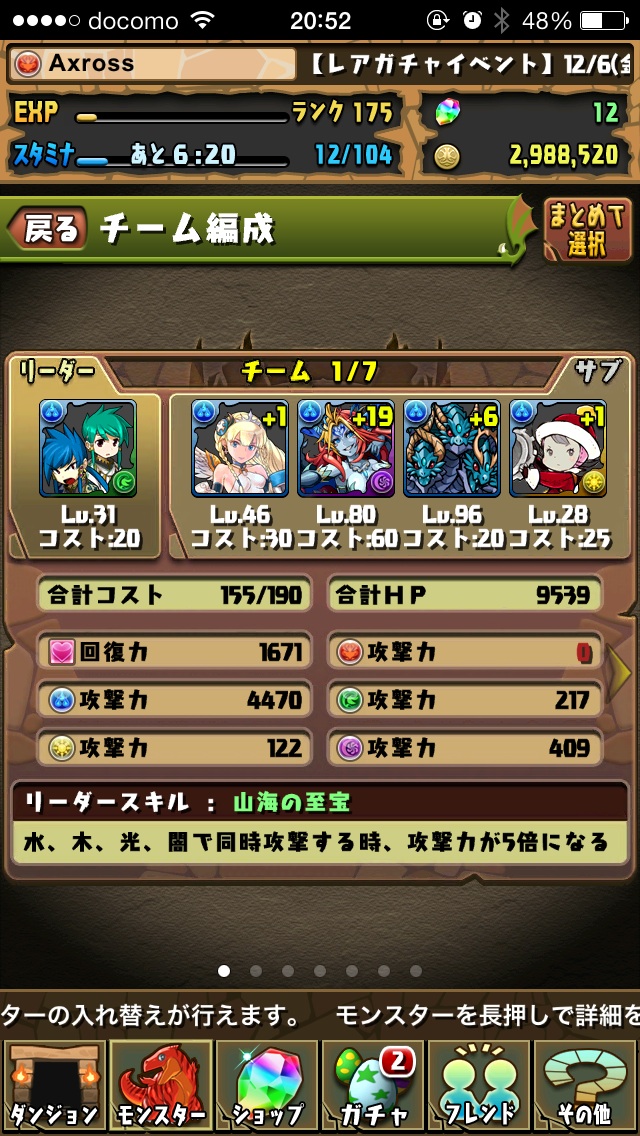 docomo 20:52 48%
Axross 【レアガチャイベント】12/6(金
EXP ランク 175 12
スタミナ あと 6:20 12/104 2,988,520
戻る チーム編成 まとめて
選択
リーダー チーム 1/7 サブ
+1 +19 +6 +1
Lv.31 Lv.46 Lv.80 Lv.96 Lv.28
コスト:20 コスト:30 コスト:60 コスト:20 コスト:25
合計コスト 155/190 合計HP 9539
回復力 1671 攻撃力 0
攻撃力 4470 攻撃力 217
攻撃力 122 攻撃力 409
リーダースキル : 山海の至宝
水、木、光、闇で同時攻撃する時、攻撃力が5倍になる
ターの入れ替えが行えます。 モンスターを長押しで詳細を
2
ダンジョン モンスター ショップ ガチャ フレンド その他